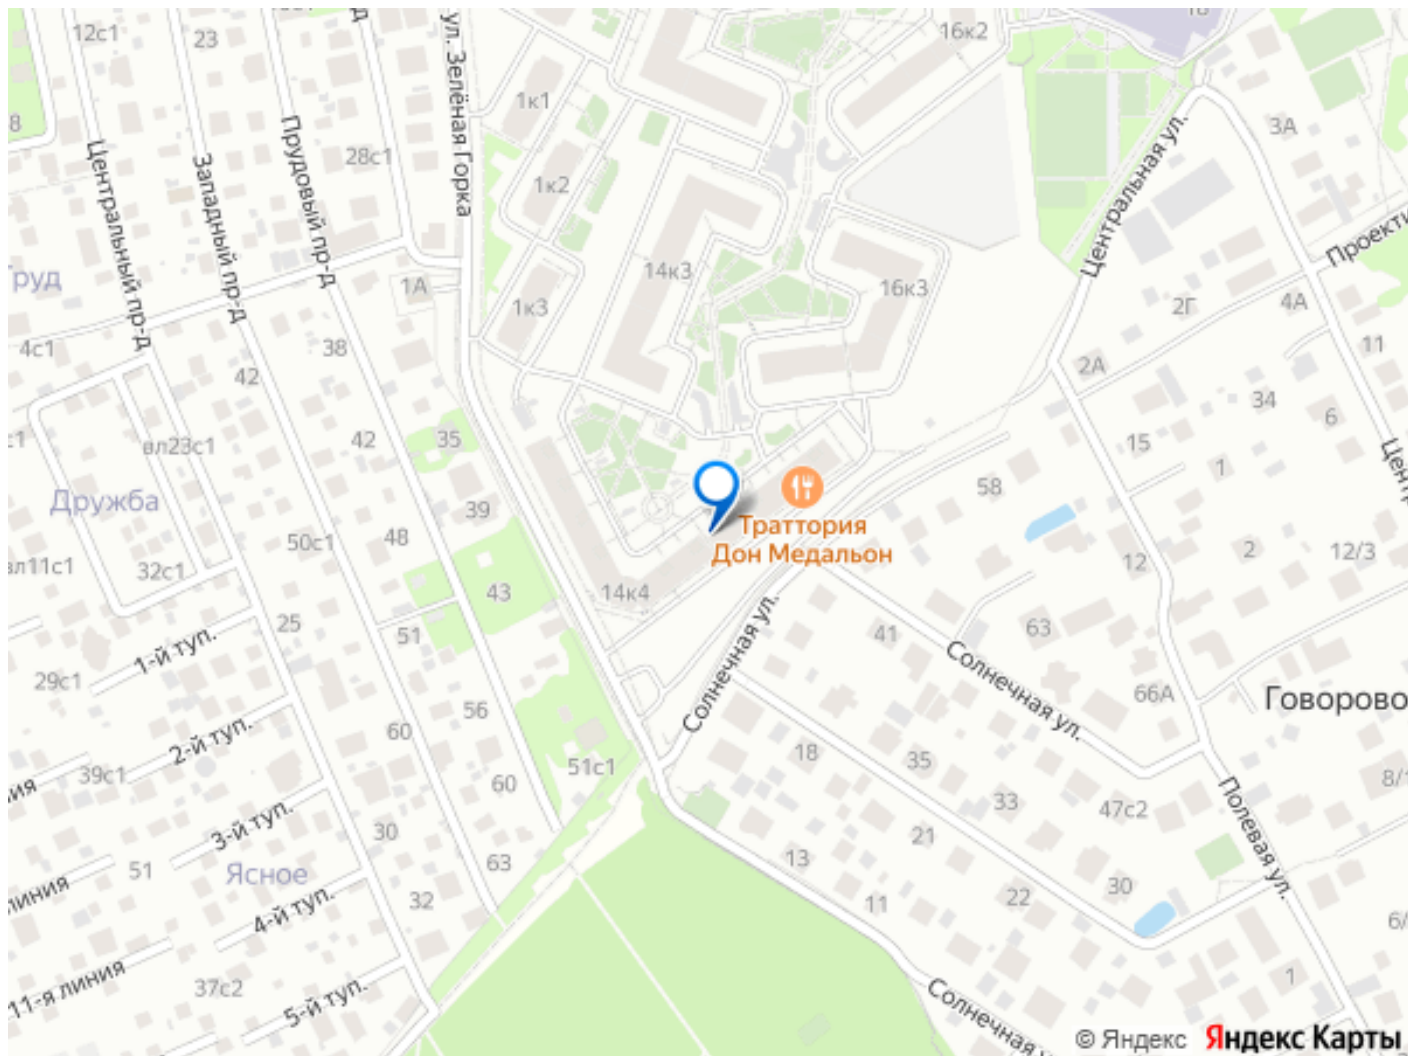 12с1
23
ул. Зелёная Горка
16к2
1к1
3А
Центральная ул.
Прудовый пр-д
28с1
8
Центральный пр-д
Западный пр-д
1к2
14к3
16к3
1А
1к3
2Г
4А
4с1
38
11
2А
42
34
6
вл23с1
42
35
15
1
Дружба
39
58
50с1
48
Траттория
Дон Медальон
32с1
43
14к4
12
2
12/3
25
51
1-й туп.
Солнечная ул.
41
63
Солнечная ул.
29с1
56
66А
Говорово
2-й туп.
60
51с1
18
35
39с1
60
33
47с2
Полевая ул.
3-й туп.
30
21
51
63
13
Ясное
30
22
11
4-й туп.
32
11-я линия
37с2
5-й туп.
1
Солнечная
© Яндекс Яндекс Карты